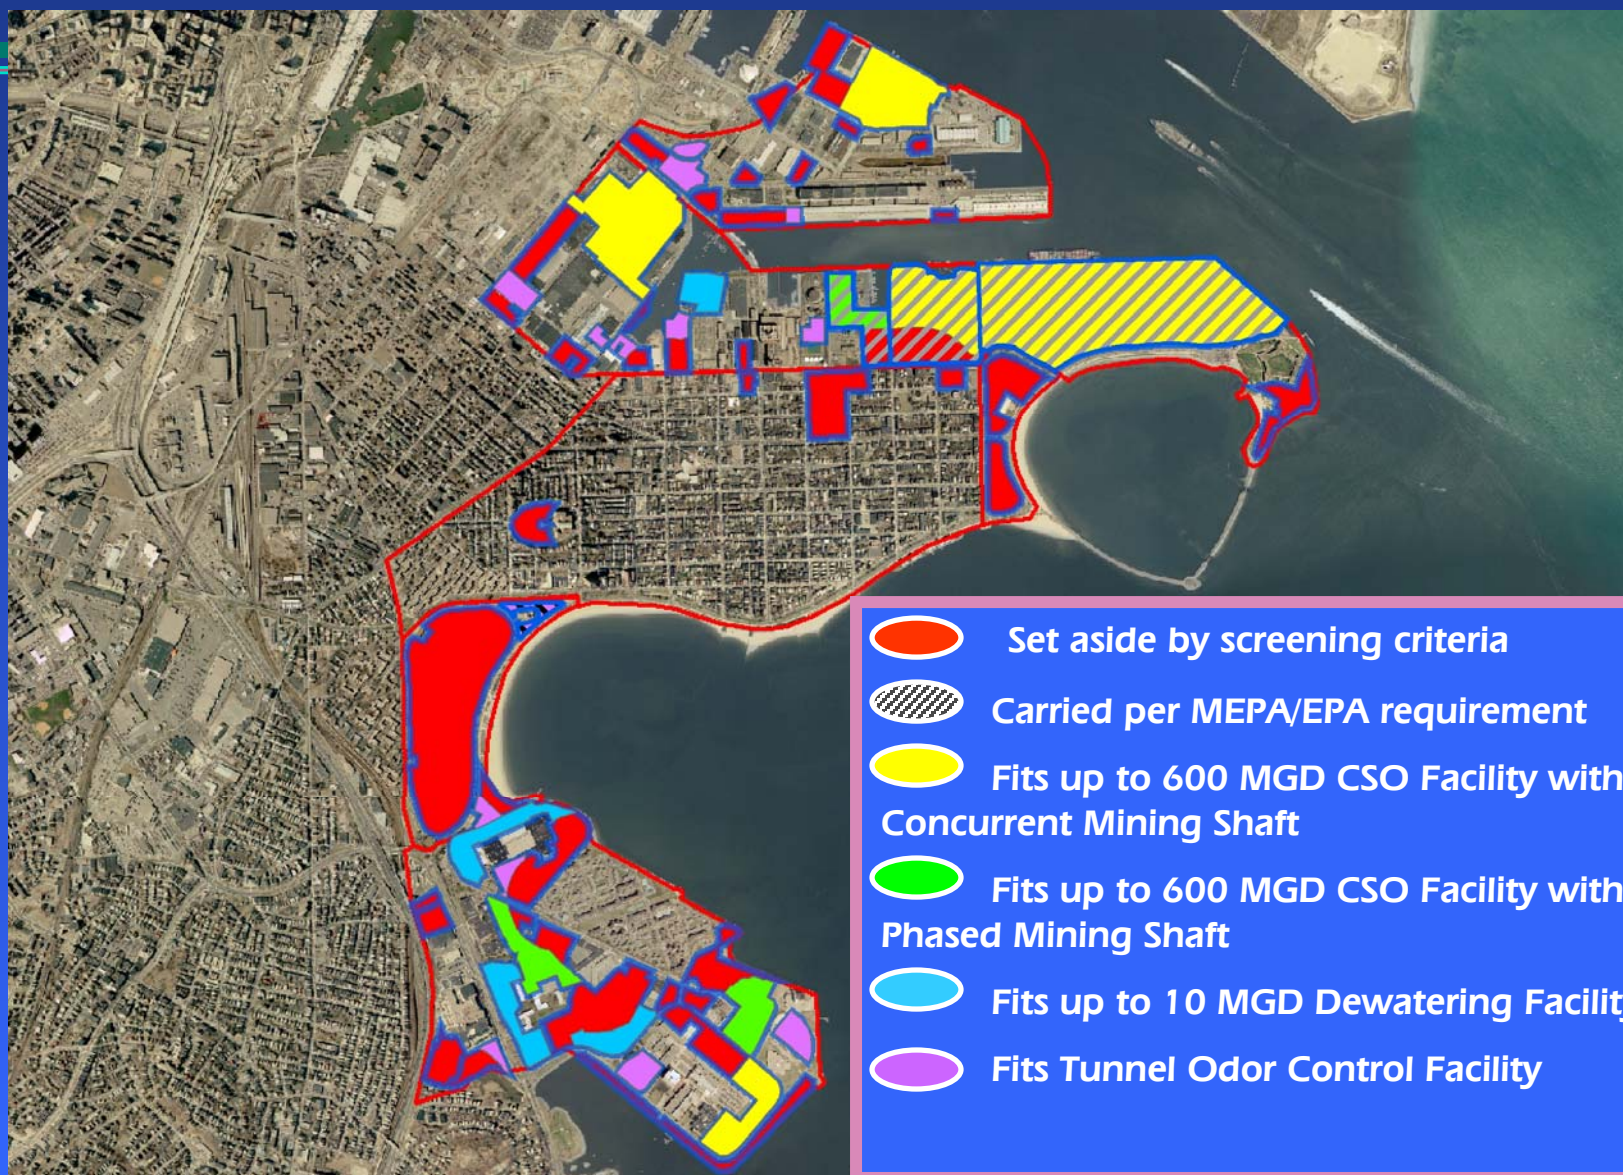 Set aside by screening criteria
Carried per MEPA/EPA requirement
Fits up to 600 MGD CSO Facility with
Concurrent Mining Shaft
Fits up to 600 MGD CSO Facility with
Phased Mining Shaft
Fits up to 10 MGD Dewatering Facility
Fits Tunnel Odor Control Facility